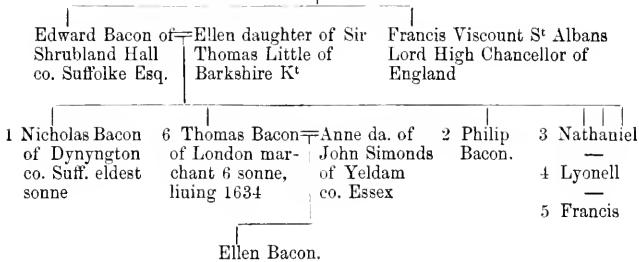 Edward Bacon of Ellen daughter of Sir Francis Viscount Sᵗ Albans
Shrubland Hall Thomas Little of Lord High Chancellor of
co. Suffolke Esq. Barkshire Kᵗ England
1 Nicholas Bacon 6 Thomas Bacon Anne da. of 2 Philip 3 Nathaniel
of Dynyngton of London mar- John Simonds Bacon. —
co. Suff. eldest chant 6 sonne, of Yeldam 4 Lyonell
sonne liuing 1634 co. Essex —
5 Francis
Ellen Bacon.